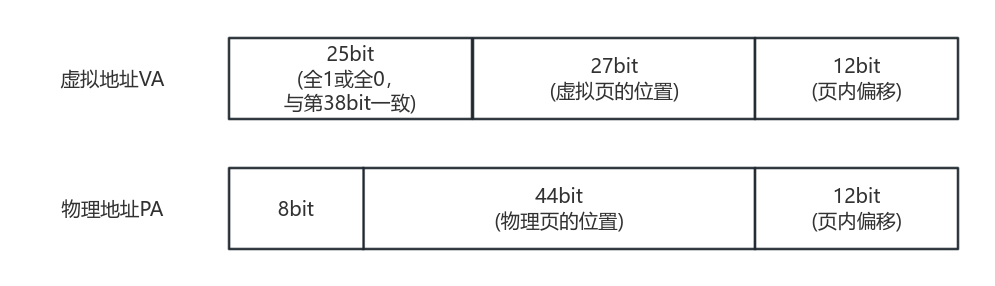 虚拟地址VA
25bit
(全1或全0，
与第38bit一致)
27bit
(虚拟页的位置)
12bit
(页内偏移)
物理地址PA
8bit
44bit
(物理页的位置)
12bit
(页内偏移)